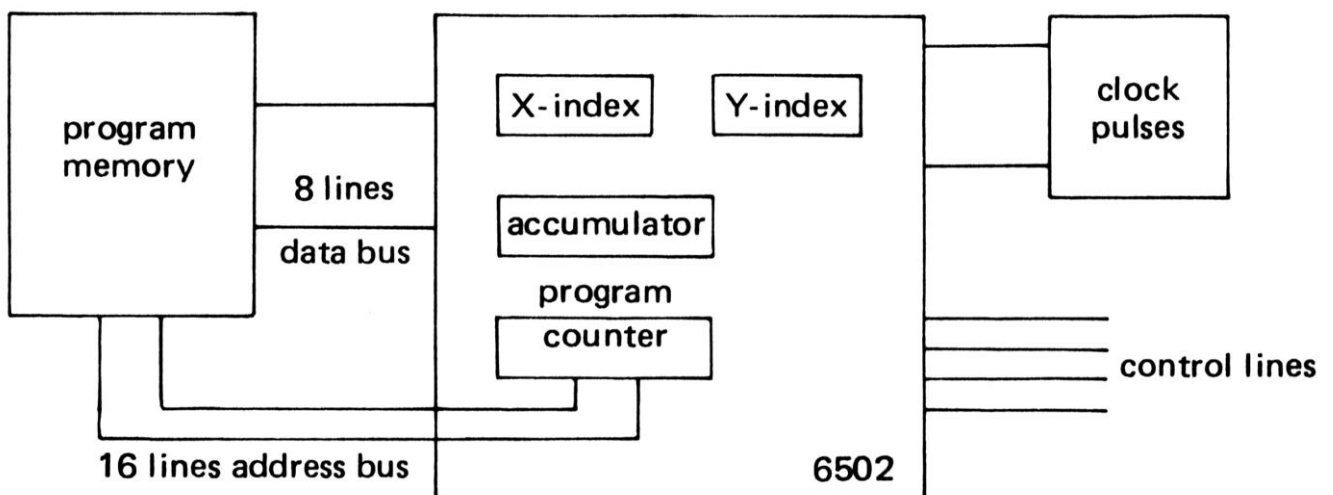 program
memory
8 lines
data bus
16 lines address bus
X-index
Y-index
accumulator
program
counter
6502
clock
pulses
control lines